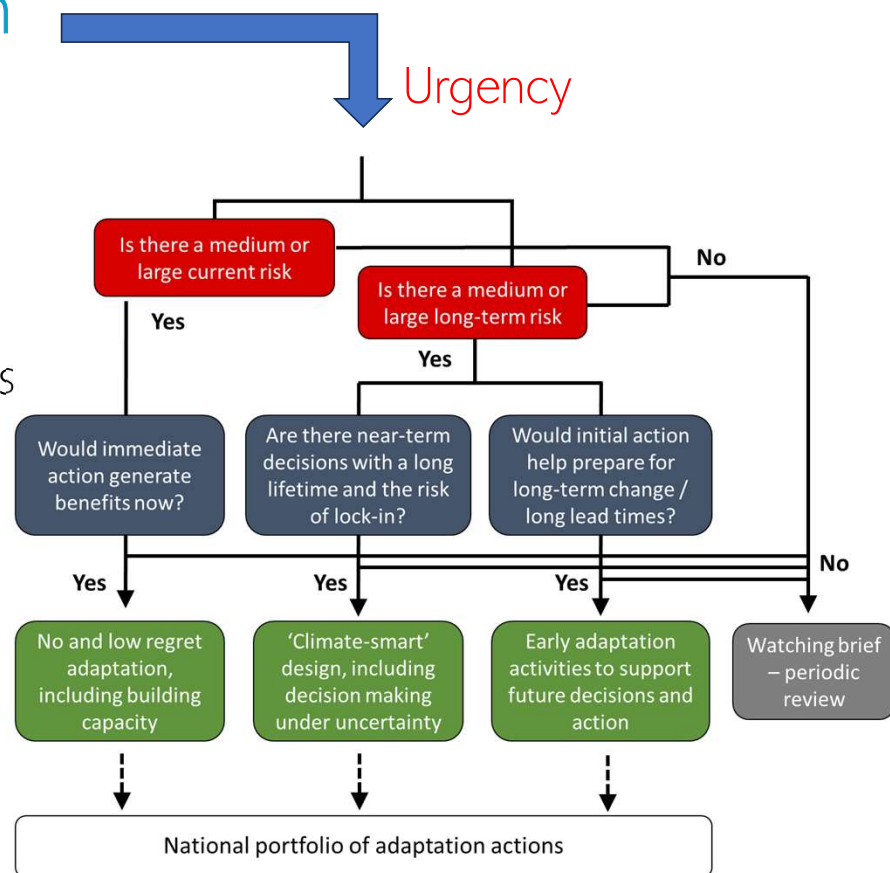 n
Urgency
Is there a medium or
large current risk
No
Is there a medium or
large long-term risk
Yes
Yes
s
Would immediate
action generate
benefits now?
Are there near-term
decisions with a long
lifetime and the risk
of lock-in?
Would initial action
help prepare for
long-term change /
long lead times?
No
Yes
Yes
Yes
No and low regret
adaptation,
including building
capacity
‘Climate-smart’
design, including
decision making
under uncertainty
Early adaptation
activities to support
future decisions and
action
Watching brief
– periodic
review
National portfolio of adaptation actions